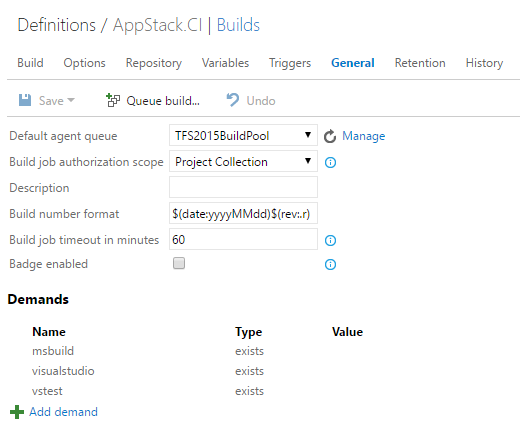 Definitions / AppStack.CI | Builds
Build Options Repository Variables Triggers General Retention History
Save Queue build... Undo
Default agent queue TFS2015BuildPool Manage
Build job authorization scope Project Collection
Description
Build number format $(date:yyyyMMdd)$(rev:.r)
Build job timeout in minutes 60
Badge enabled
Demands
Name Type Value
msbuild exists
visualstudio exists
vstest exists
Add demand